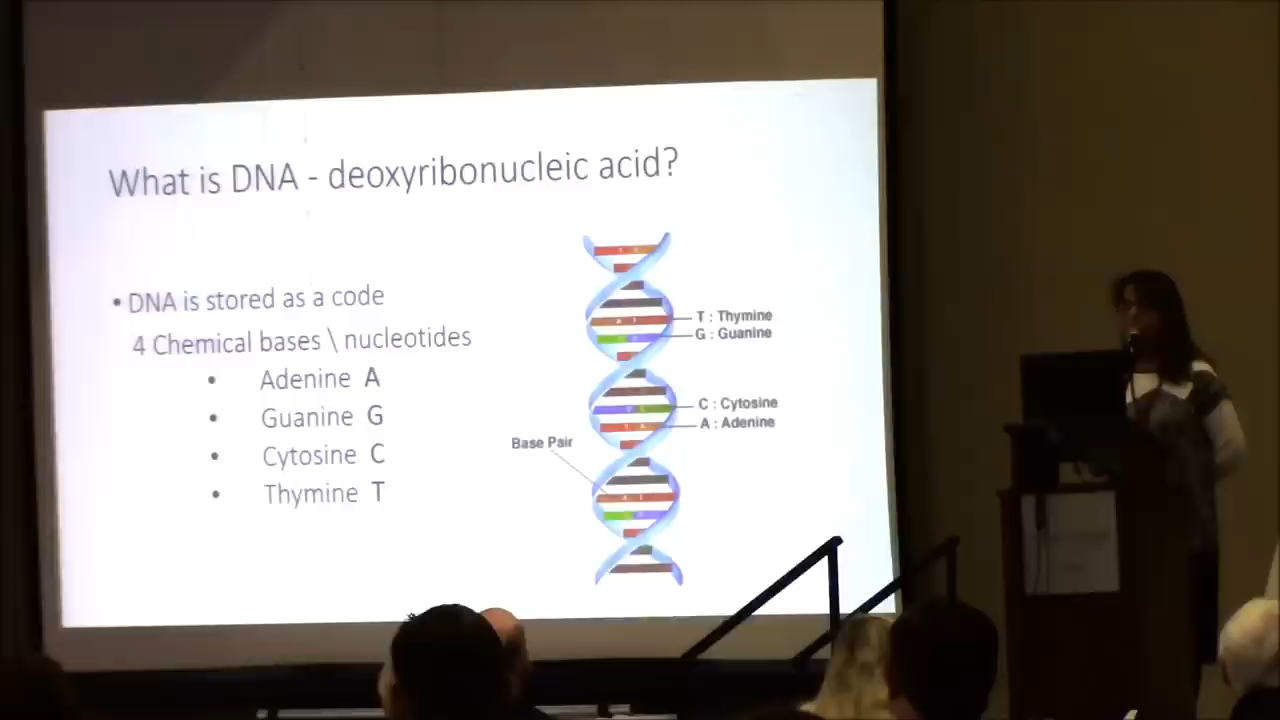 What is DNA - deoxyribonucleic acid?
• DNA is stored as a code
4 Chemical bases \ nucleotides
• Adenine A
• Guanine G
• Cytosine C
• Thymine T
T : Thymine
G : Guanine
C : Cytosine
A : Adenine
Base Pair